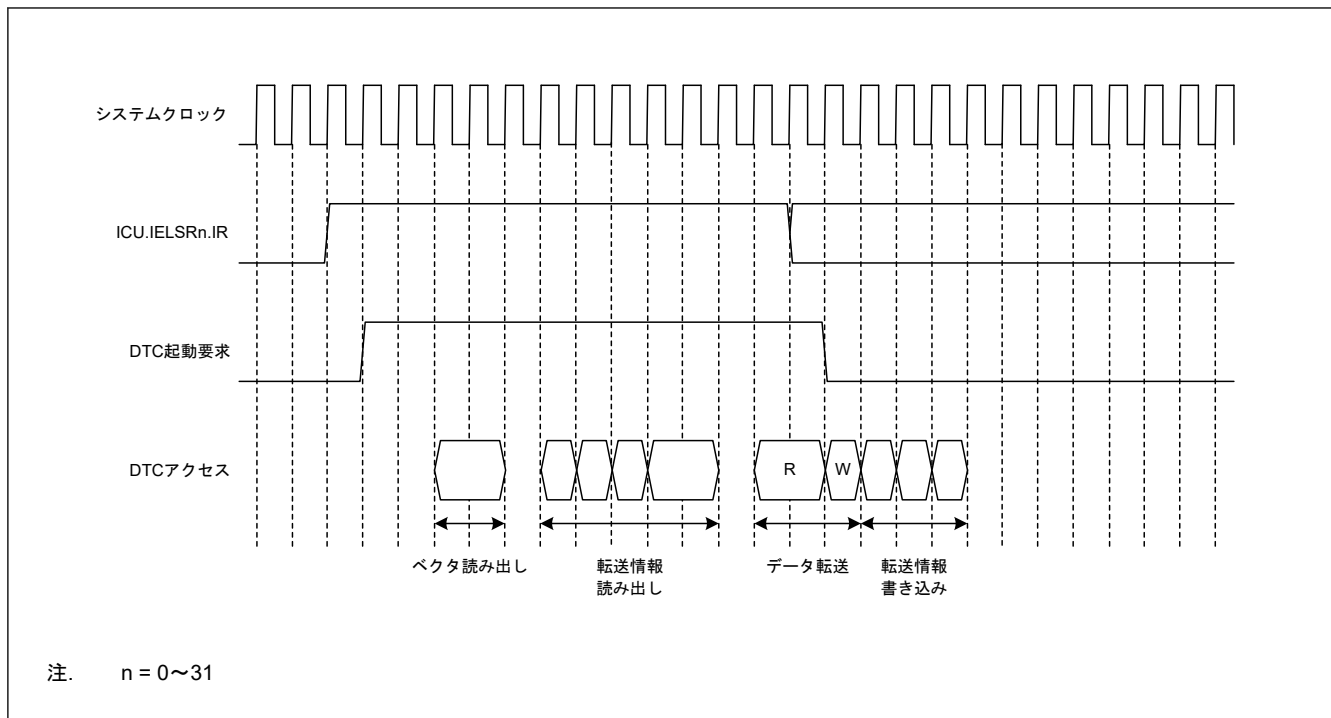 システムクロック
ICU.IELSRn.IR
DTC起動要求
DTCアクセス
R
W
ベクタ読み出し
転送情報
読み出し
データ転送
転送情報
書き込み
注. n = 0～31